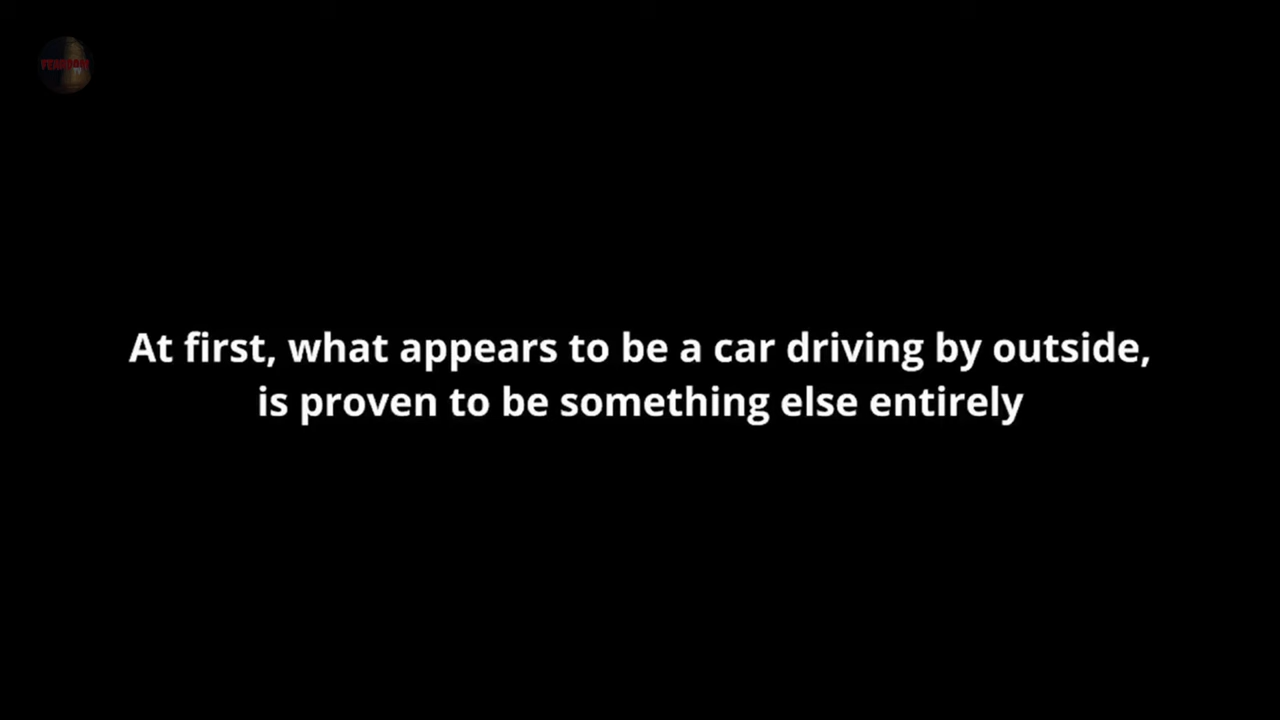 At first, what appears to be a car driving by outside,
is proven to be something else entirely